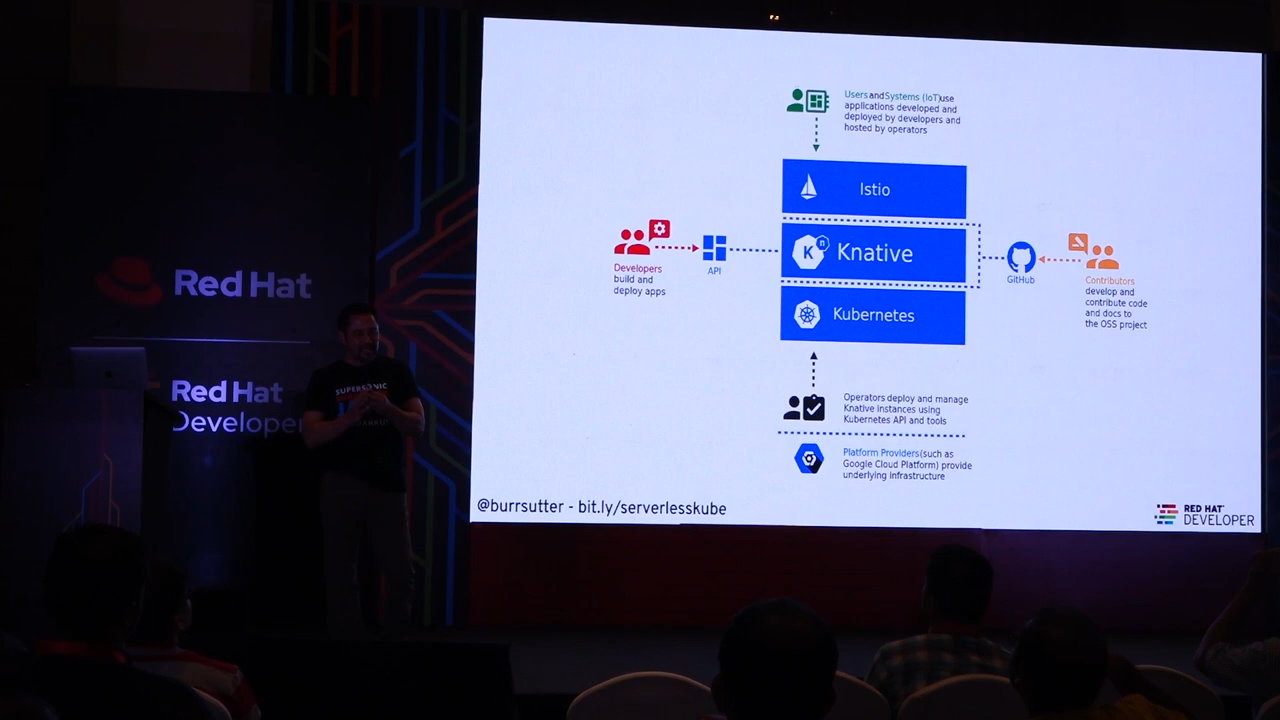 Users and Systems (IoT) use
applications developed and
deployed by developers and
hosted by operators
Istio
Knative
Kubernetes
Developers
build and
deploy apps
API
GitHub
Contributors
develop and
contribute code
and docs to
the OSS project
Operators deploy and manage
Knative instances using
Kubernetes API and tools
Platform Providers (such as
Google Cloud Platform) provide
underlying infrastructure
@burrsutter - bit.ly/serverlesskube
RED HAT
DEVELOPER
Red Hat
Red Hat
Developer
SUPERSONIC